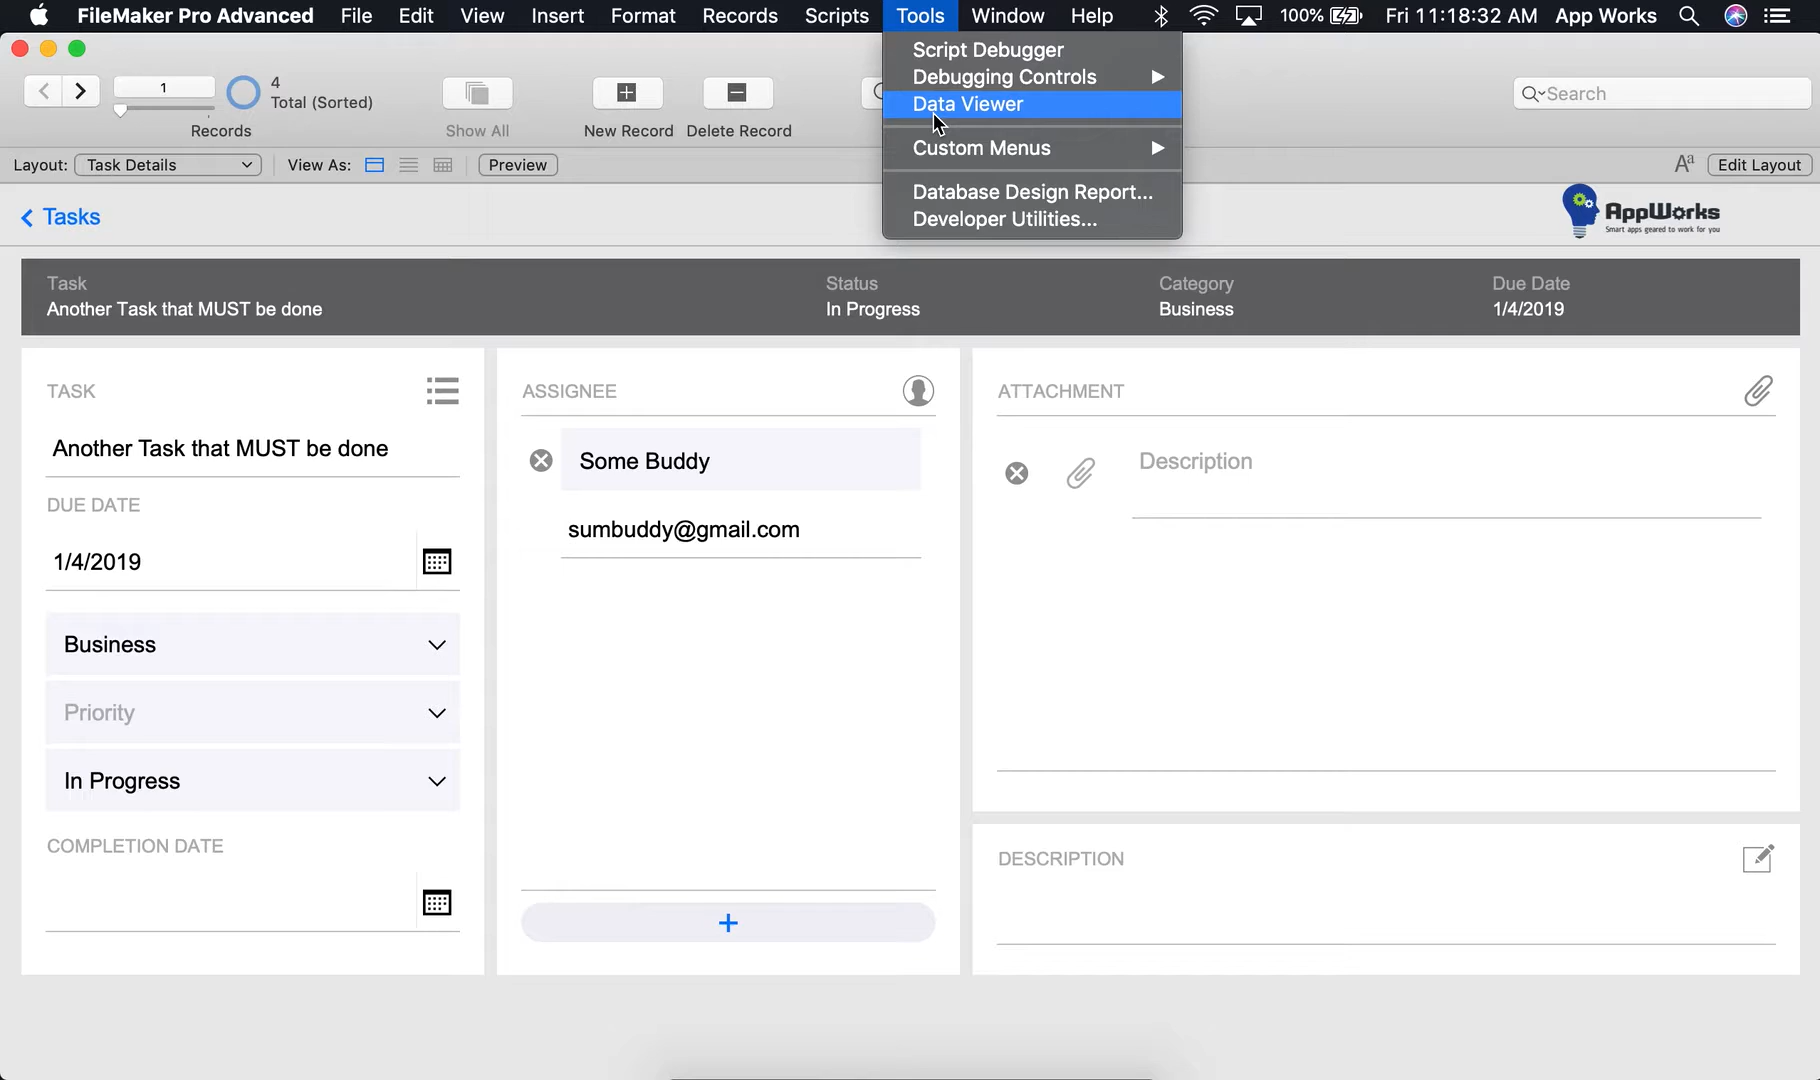 FileMaker Pro Advanced File Edit View Insert Format Records Scripts Tools Window Help 100% Fri 11:18:32 AM App Works
Script Debugger
Debugging Controls
Data Viewer
Custom Menus
Database Design Report...
Developer Utilities...
1
4
Total (Sorted)
Records
Show All
New Record
Delete Record
Search
Layout: Task Details View As: Preview Aa Edit Layout
Tasks
AppWorks
Smart apps geared to work for you
Task Status Category Due Date
Another Task that MUST be done In Progress Business 1/4/2019
TASK
Another Task that MUST be done
DUE DATE
1/4/2019
Business
Priority
In Progress
COMPLETION DATE
ASSIGNEE
Some Buddy
sumbuddy@gmail.com
+
ATTACHMENT
Description
DESCRIPTION